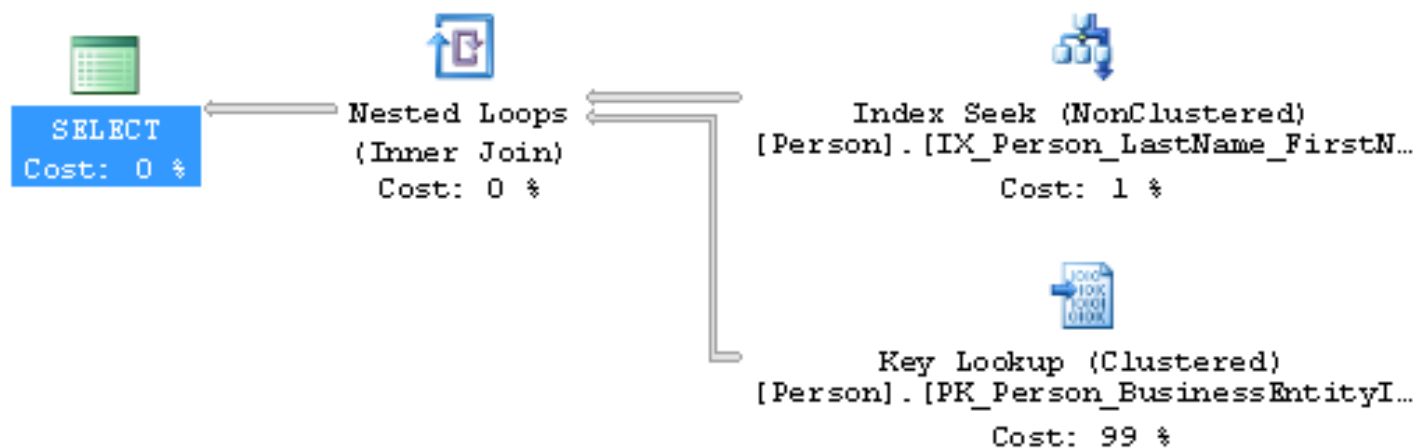 SELECT
Cost: 0 %
Nested Loops
(Inner Join)
Cost: 0 %
Index Seek (NonClustered)
[Person].[IX_Person_LastName_FirstN…
Cost: 1 %
Key Lookup (Clustered)
[Person].[PK_Person_BusinessEntityI…
Cost: 99 %